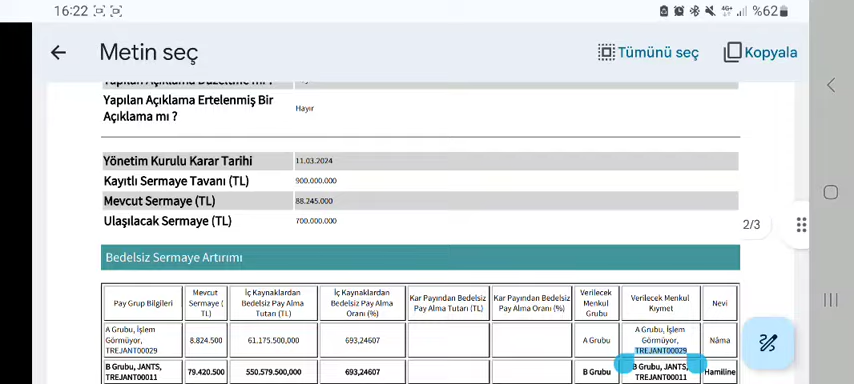 16:22
4G+
%62
Metin seç
Tümünü seç
Kopyala
Yapılan Açıklama Ertelenmiş Bir
Açıklama mı ?
Hayır
Yönetim Kurulu Karar Tarihi
11.03.2024
Kayıtlı Sermaye Tavanı (TL)
900.000.000
Mevcut Sermaye (TL)
88.245.000
Ulaşılacak Sermaye (TL)
700.000.000
2/3
Bedelsiz Sermaye Artırımı
Pay Grup Bilgileri
Mevcut
Sermaye (
TL)
İç Kaynaklardan
Bedelsiz Pay Alma
Tutarı (TL)
İç Kaynaklardan
Bedelsiz Pay Alma
Oranı (%)
Kar Payından Bedelsiz
Pay Alma Tutarı (TL)
Kar Payından Bedelsiz
Pay Alma Oranı (%)
Verilecek
Menkul
Grubu
Verilecek Menkul
Kıymet
Nevi
A Grubu, İşlem
Görmüyor,
TREJANT00029
8.824.500
61.175.500,000
693,24607
A Grubu
A Grubu, İşlem
Görmüyor,
TREJANT00029
Nâma
B Grubu, JANTS,
TREJANT00011
79.420.500
550.579.500,000
693,24607
B Grubu
B Grubu, JANTS,
TREJANT00011
Hamiline